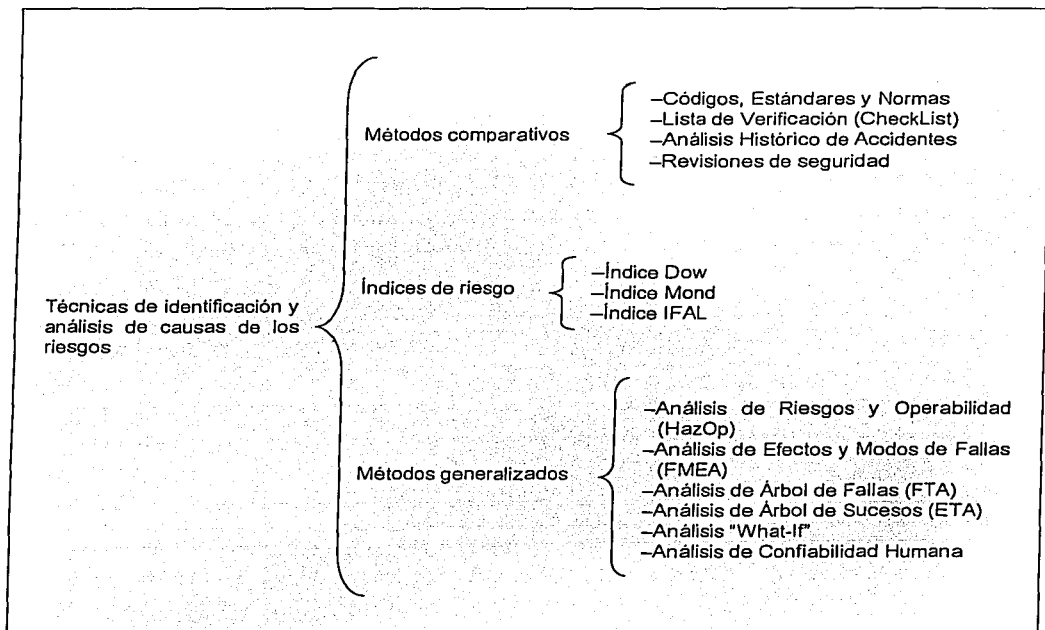 Técnicas de identificación y
análisis de causas de los
riesgos
Métodos comparativos
–Códigos, Estándares y Normas
–Lista de Verificación (CheckList)
–Análisis Histórico de Accidentes
–Revisiones de seguridad
Índices de riesgo
–Índice Dow
–Índice Mond
–Índice IFAL
Métodos generalizados
–Análisis de Riesgos y Operabilidad
(HazOp)
–Análisis de Efectos y Modos de Fallas
(FMEA)
–Análisis de Árbol de Fallas (FTA)
–Análisis de Árbol de Sucesos (ETA)
–Análisis "What-If"
–Análisis de Confiabilidad Humana